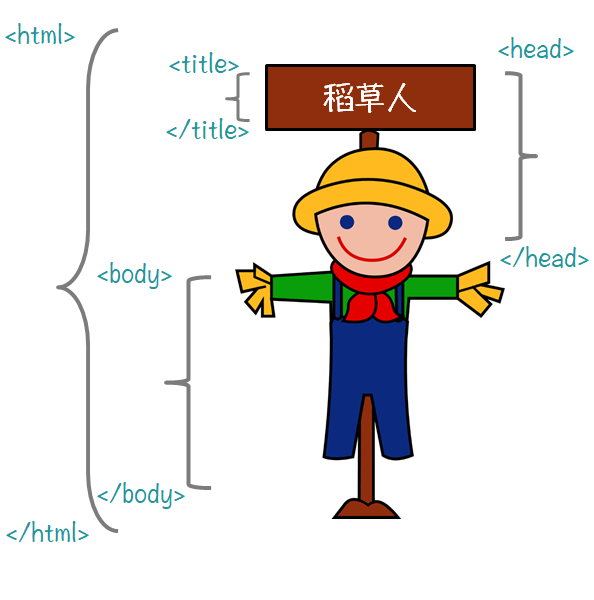 <html>
<head>
<title>
稻草人
</title>
</head>
<body>
</body>
</html>